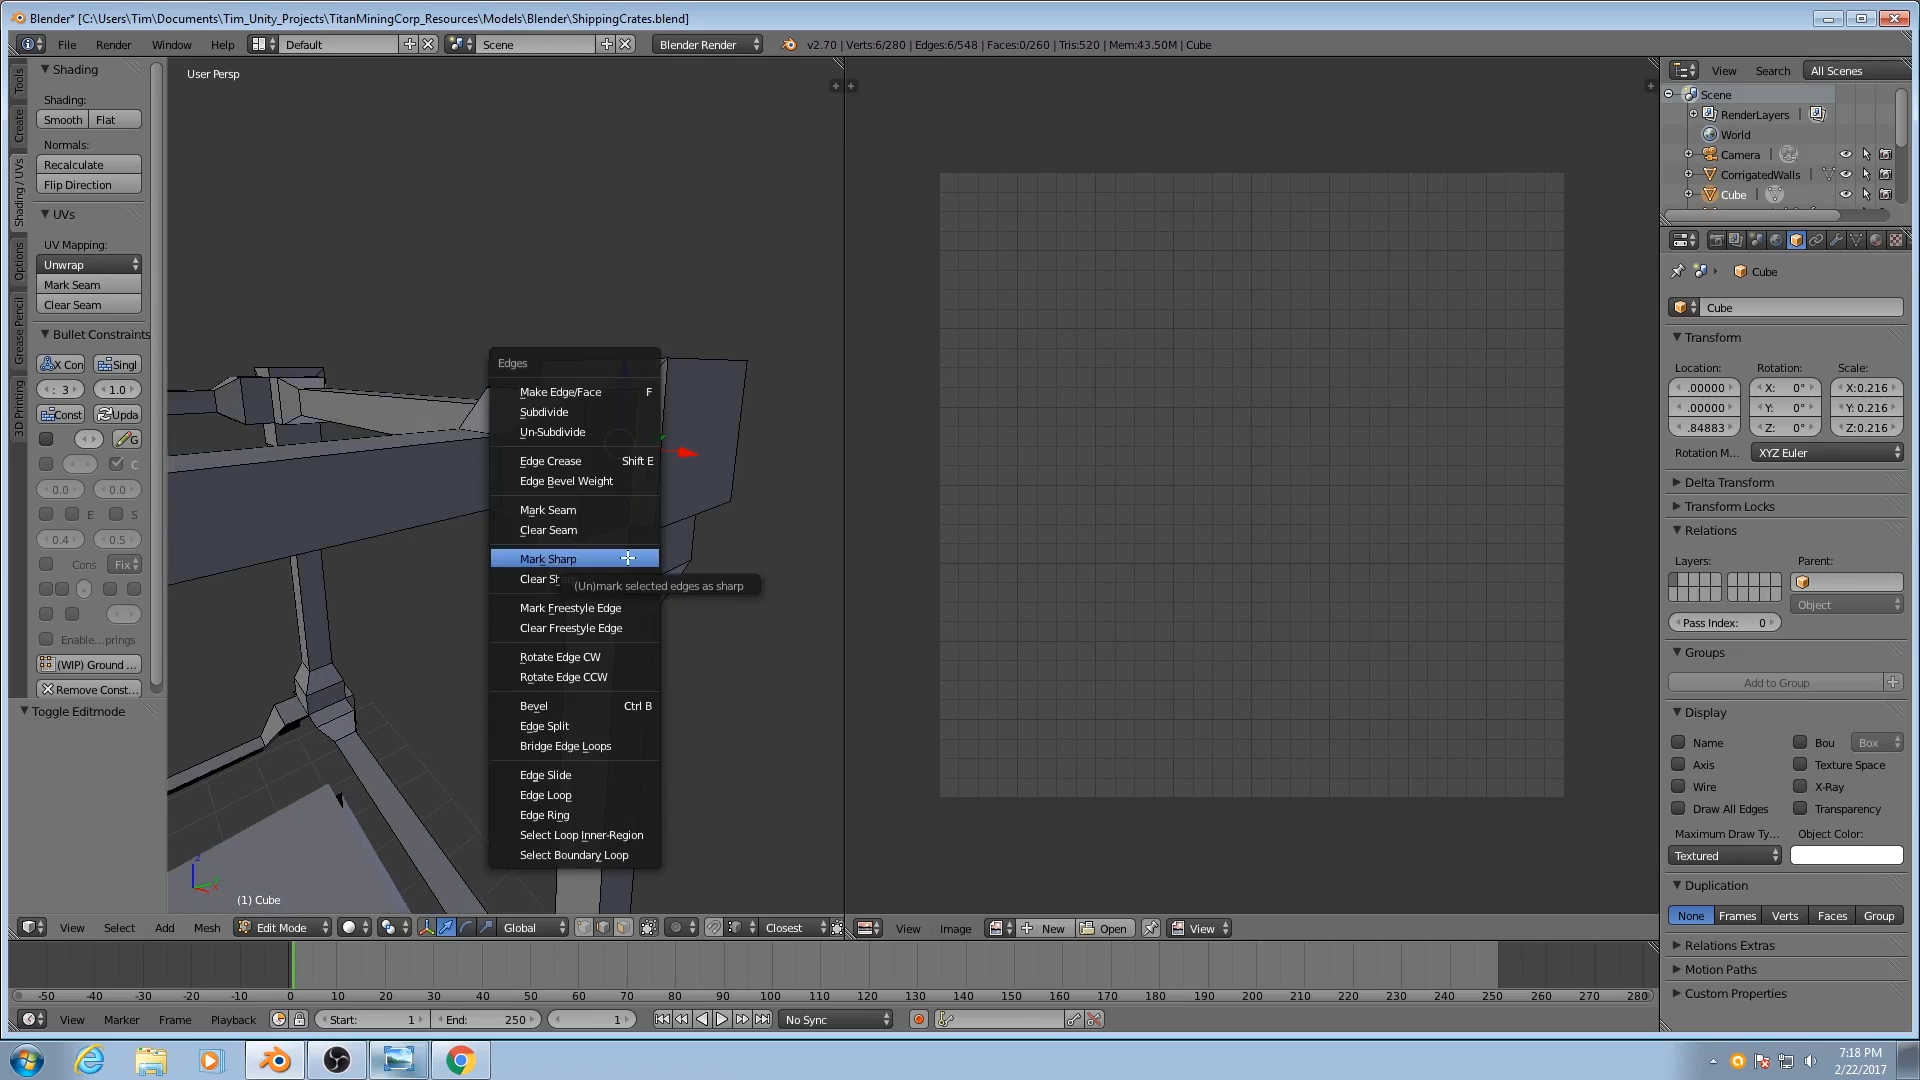 Blender* [C:\Users\Tim\Documents\Tim_Unity_Projects\TitanMiningCorp_Resources\Models\Blender\ShippingCrates.blend]
File Render Window Help Default Scene Blender Render v2.70 | Verts:6/280 | Edges:6/548 | Faces:0/260 | Tris:520 | Mem:43.50M | Cube
Tools
Create
Shading / UVs
Options
Grease Pencil
3D Printing
Shading
Shading:
Smooth Flat
Normals:
Recalculate
Flip Direction
UVs
UV Mapping:
Unwrap
Mark Seam
Clear Seam
Bullet Constraints
X Con Singl
: 3 1.0
Const Upda
G
C
0.0 0.0
E S
0.4 0.5
Cons Fix
Enable...prings
(WIP) Ground ...
Remove Const...
Toggle Editmode
User Persp
Edges
Make Edge/Face F
Subdivide
Un-Subdivide
Edge Crease Shift E
Edge Bevel Weight
Mark Seam
Clear Seam
Mark Sharp
Clear Sh
(Un)mark selected edges as sharp
Mark Freestyle Edge
Clear Freestyle Edge
Rotate Edge CW
Rotate Edge CCW
Bevel Ctrl B
Edge Split
Bridge Edge Loops
Edge Slide
Edge Loop
Edge Ring
Select Loop Inner-Region
Select Boundary Loop
z
x
(1) Cube
View Select Add Mesh Edit Mode Global Closest
View Image New Open View
View Search All Scenes
Scene
RenderLayers
World
Camera
CorrigatedWalls
Cube
Cube
Cube
Transform
Location: Rotation: Scale:
.00000 X: 0° X:0.216
.00000 Y: 0° Y: 0.216
.84883 Z: 0° Z:0.216
Rotation M... XYZ Euler
Delta Transform
Transform Locks
Relations
Layers: Parent:
Object
Pass Index: 0
Groups
Add to Group
Display
Name Bou Box
Axis Texture Space
Wire X-Ray
Draw All Edges Transparency
Maximum Draw Ty... Object Color:
Textured
Duplication
None Frames Verts Faces Group
Relations Extras
Motion Paths
Custom Properties
-50 -40 -30 -20 -10 0 10 20 30 40 50 60 70 80 90 100 110 120 130 140 150 160 170 180 190 200 210 220 230 240 250 260 270 280
View Marker Frame Playback Start: 1 End: 250 1 No Sync
7:18 PM
2/22/2017